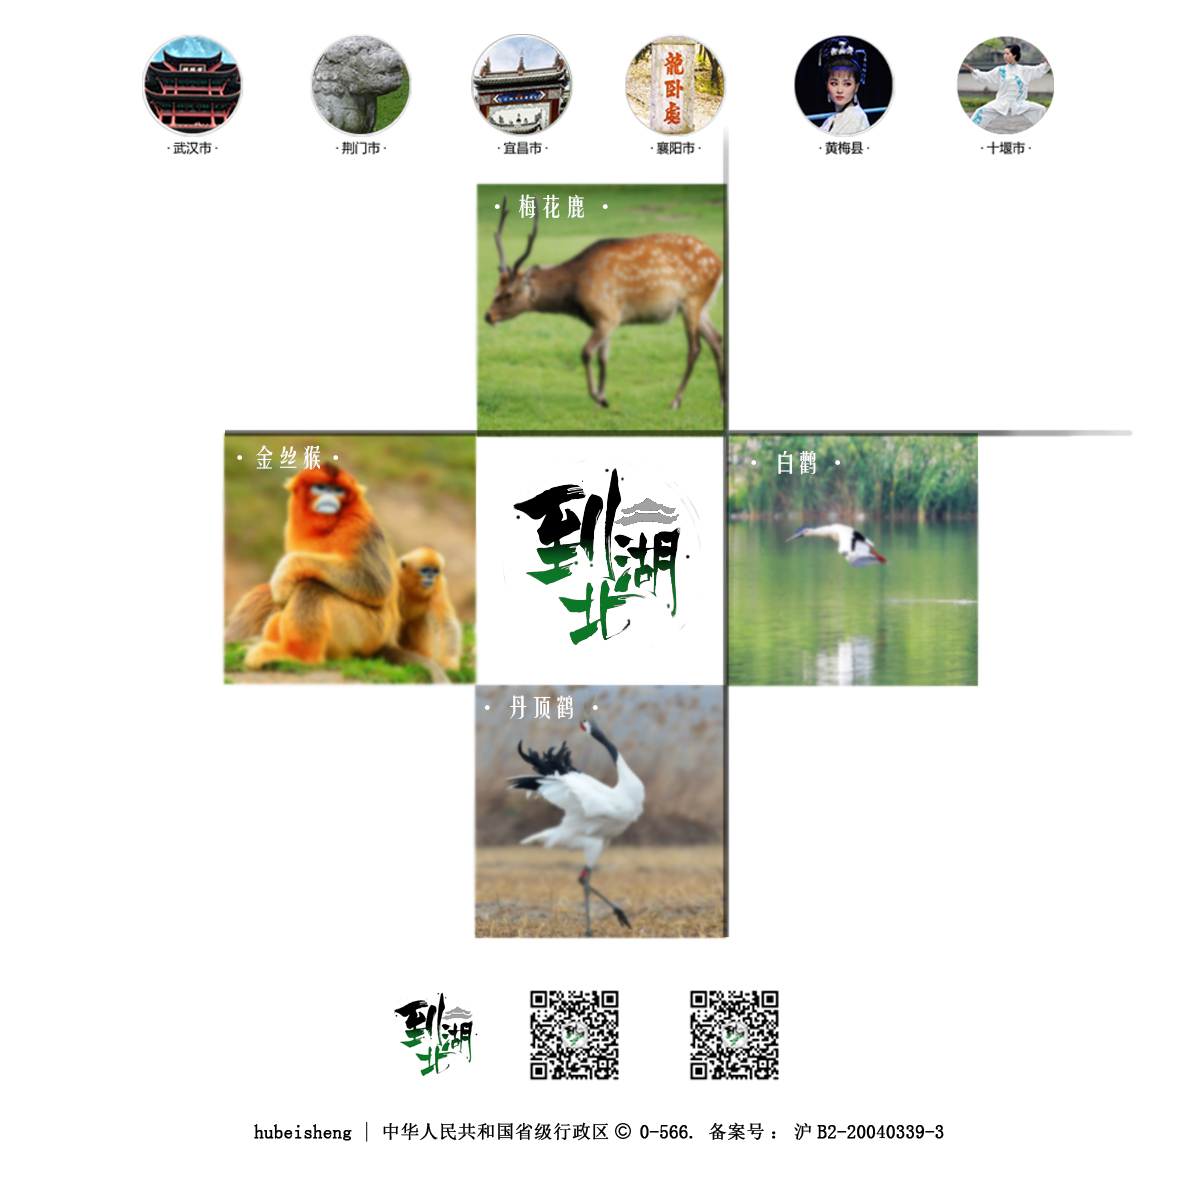 龍卧處
·武汉市·
·荆门市·
·宜昌市·
·襄阳市·
·黄梅县·
·十堰市·
· 梅花鹿 ·
· 金丝猴 ·
到湖北
· 白鹳 ·
· 丹顶鹤 ·
到湖北
hubeisheng | 中华人民共和国省级行政区 © 0-566. 备案号： 沪 B2-20040339-3